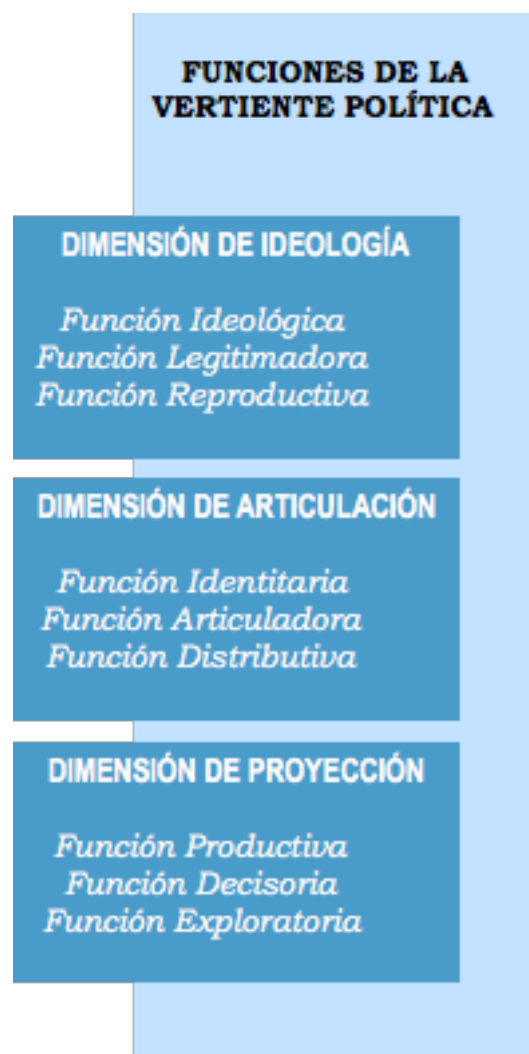 FUNCIONES DE LA
VERTIENTE POLÍTICA
DIMENSIÓN DE IDEOLOGÍA
Función Ideológica
Función Legitimadora
Función Reproductiva
DIMENSIÓN DE ARTICULACIÓN
Función Identitaria
Función Articuladora
Función Distributiva
DIMENSIÓN DE PROYECCIÓN
Función Productiva
Función Decisoria
Función Exploratoria